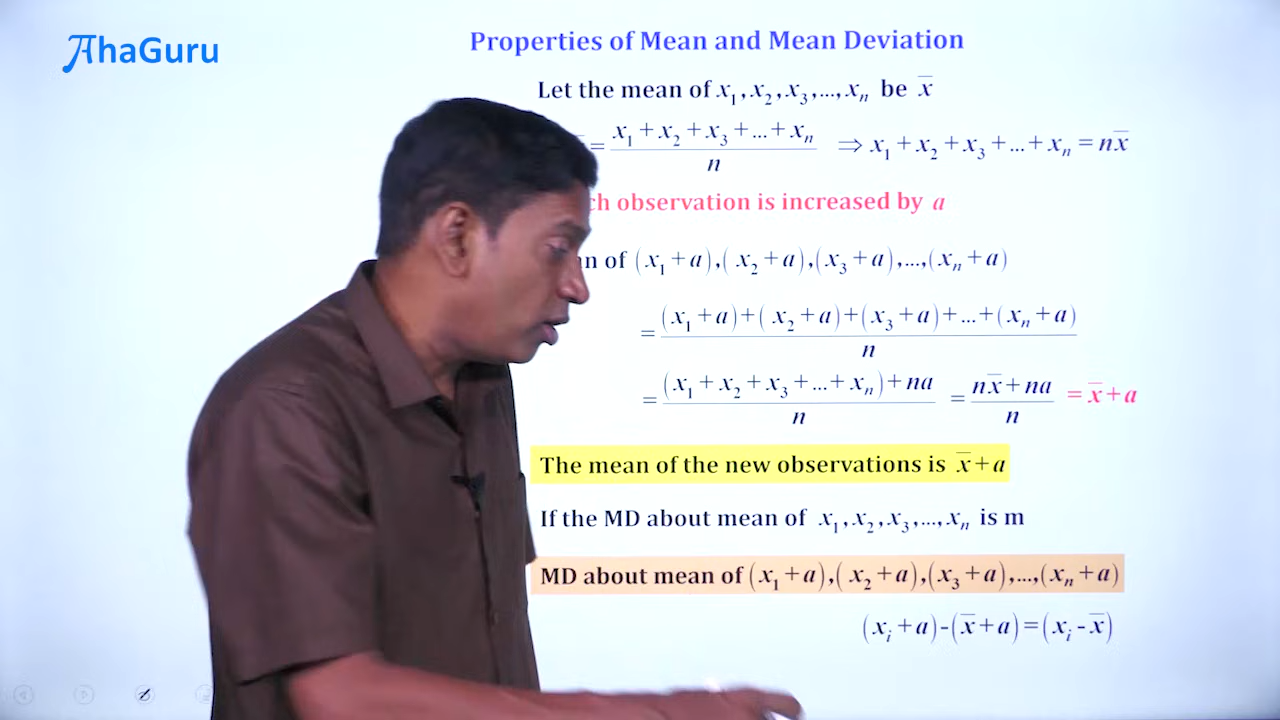 AhaGuru
Properties of Mean and Mean Deviation
Let the mean of x₁, x₂, x₃, ..., xₙ be x̄
= (x₁ + x₂ + x₃ + ... + xₙ) / n ⇒ x₁ + x₂ + x₃ + ... + xₙ = nx̄
observation is increased by a
of (x₁ + a), (x₂ + a), (x₃ + a), ..., (xₙ + a)
= ((x₁ + a) + (x₂ + a) + (x₃ + a) + ... + (xₙ + a)) / n
= ((x₁ + x₂ + x₃ + ... + xₙ) + na) / n = (nx̄ + na) / n = x̄ + a
The mean of the new observations is x̄ + a
If the MD about mean of x₁, x₂, x₃, ..., xₙ is m
MD about mean of (x₁ + a), (x₂ + a), (x₃ + a), ..., (xₙ + a)
(xᵢ + a) - (x̄ + a) = (xᵢ - x̄)